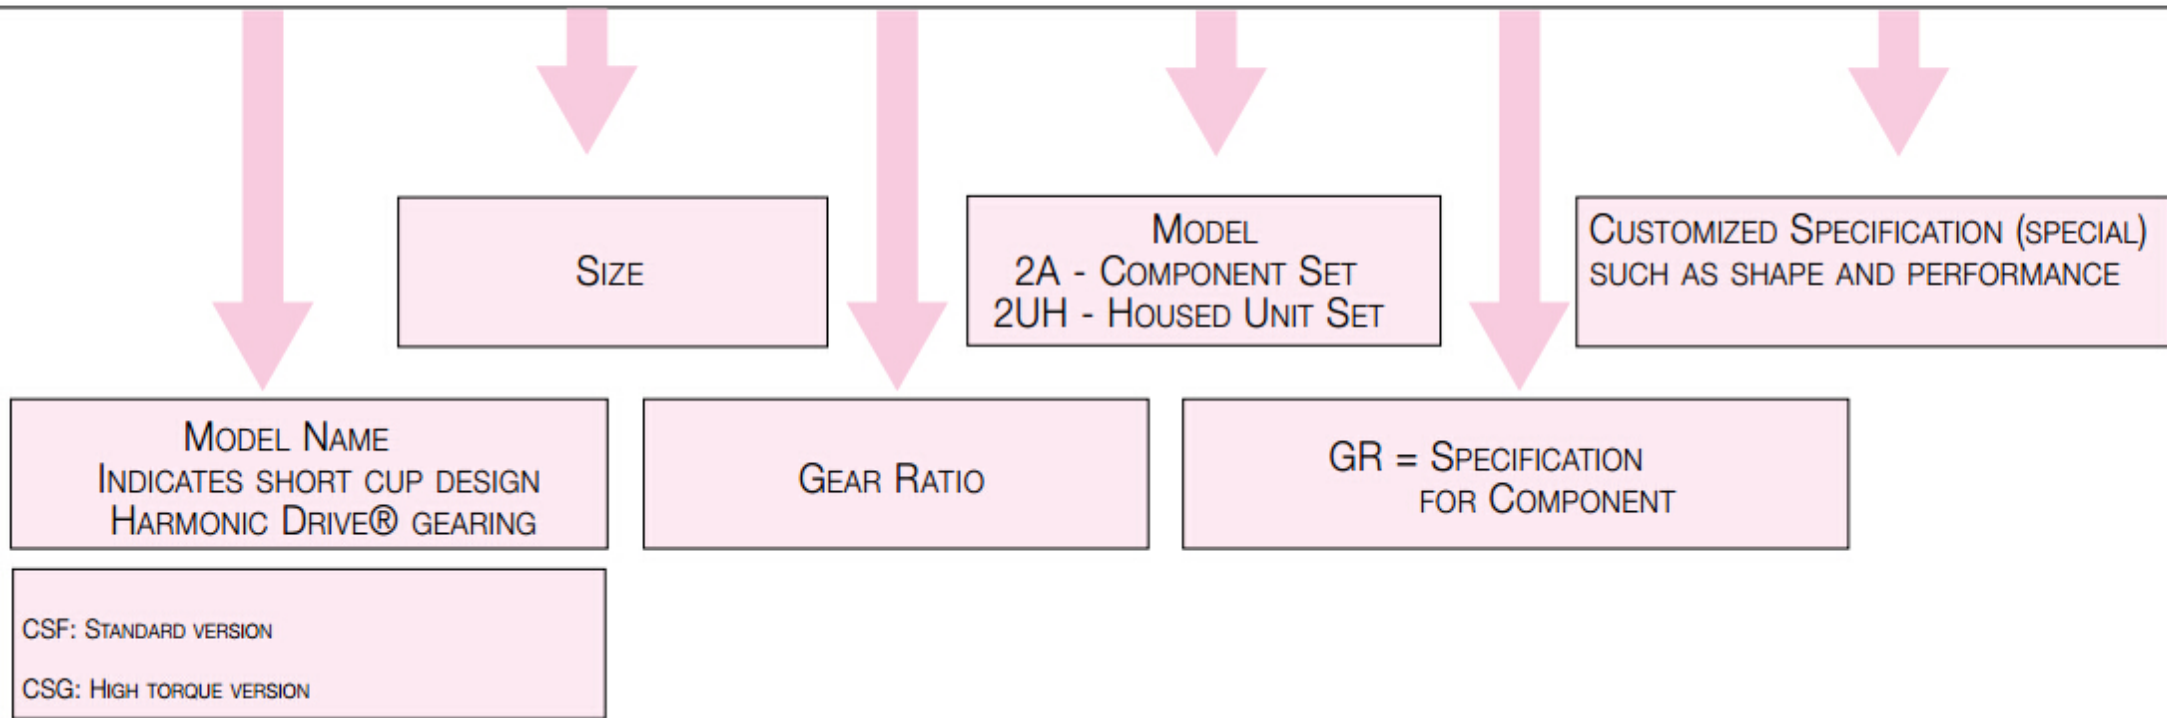 Size
Model
2A - Component Set
2UH - Housed Unit Set
Customized Specification (special)
such as shape and performance
Model Name
Indicates short cup design
Harmonic Drive® gearing
Gear Ratio
GR = Specification
for Component
CSF: Standard version
CSG: High torque version